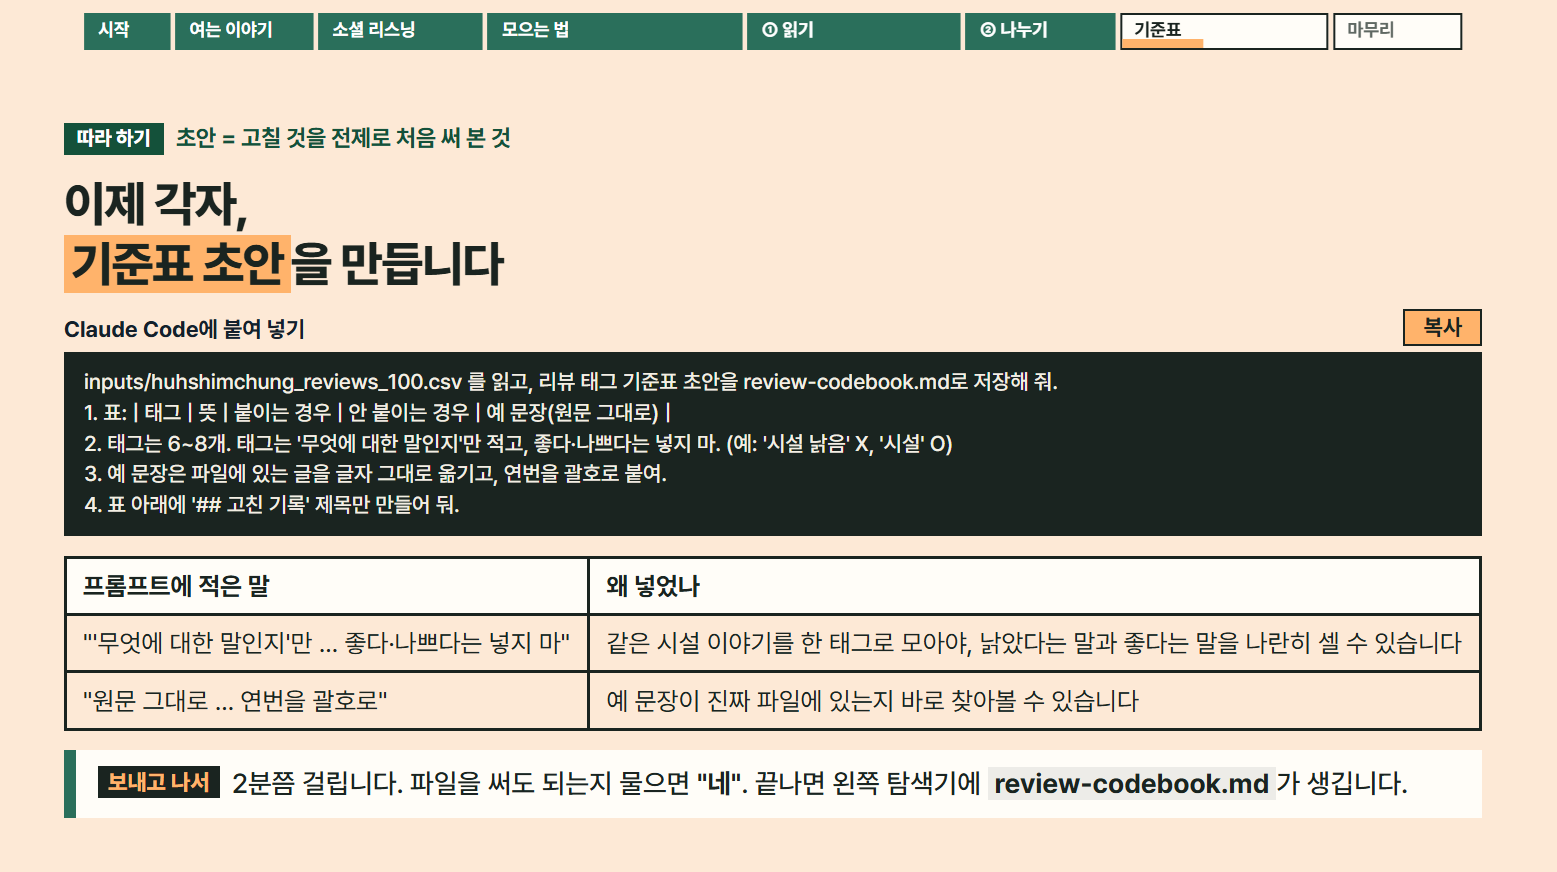 시작
여는 이야기
소셜 리스닝
모으는 법
① 읽기
② 나누기
기준표
마무리
따라 하기 초안 = 고칠 것을 전제로 처음 써 본 것
이제 각자,
기준표 초안을 만듭니다
Claude Code에 붙여 넣기
복사
inputs/huhshimchung_reviews_100.csv 를 읽고, 리뷰 태그 기준표 초안을 review-codebook.md로 저장해 줘.
1. 표: | 태그 | 뜻 | 붙이는 경우 | 안 붙이는 경우 | 예 문장(원문 그대로) |
2. 태그는 6~8개. 태그는 '무엇에 대한 말인지'만 적고, 좋다·나쁘다는 넣지 마. (예: '시설 낡음' X, '시설' O)
3. 예 문장은 파일에 있는 글을 글자 그대로 옮기고, 연번을 괄호로 붙여.
4. 표 아래에 '## 고친 기록' 제목만 만들어 둬.
프롬프트에 적은 말
왜 넣었나
"'무엇에 대한 말인지'만 ... 좋다·나쁘다는 넣지 마"
같은 시설 이야기를 한 태그로 모아야, 낡았다는 말과 좋다는 말을 나란히 셀 수 있습니다
"원문 그대로 ... 연번을 괄호로"
예 문장이 진짜 파일에 있는지 바로 찾아볼 수 있습니다
보내고 나서 2분쯤 걸립니다. 파일을 써도 되는지 물으면 "네". 끝나면 왼쪽 탐색기에 review-codebook.md가 생깁니다.